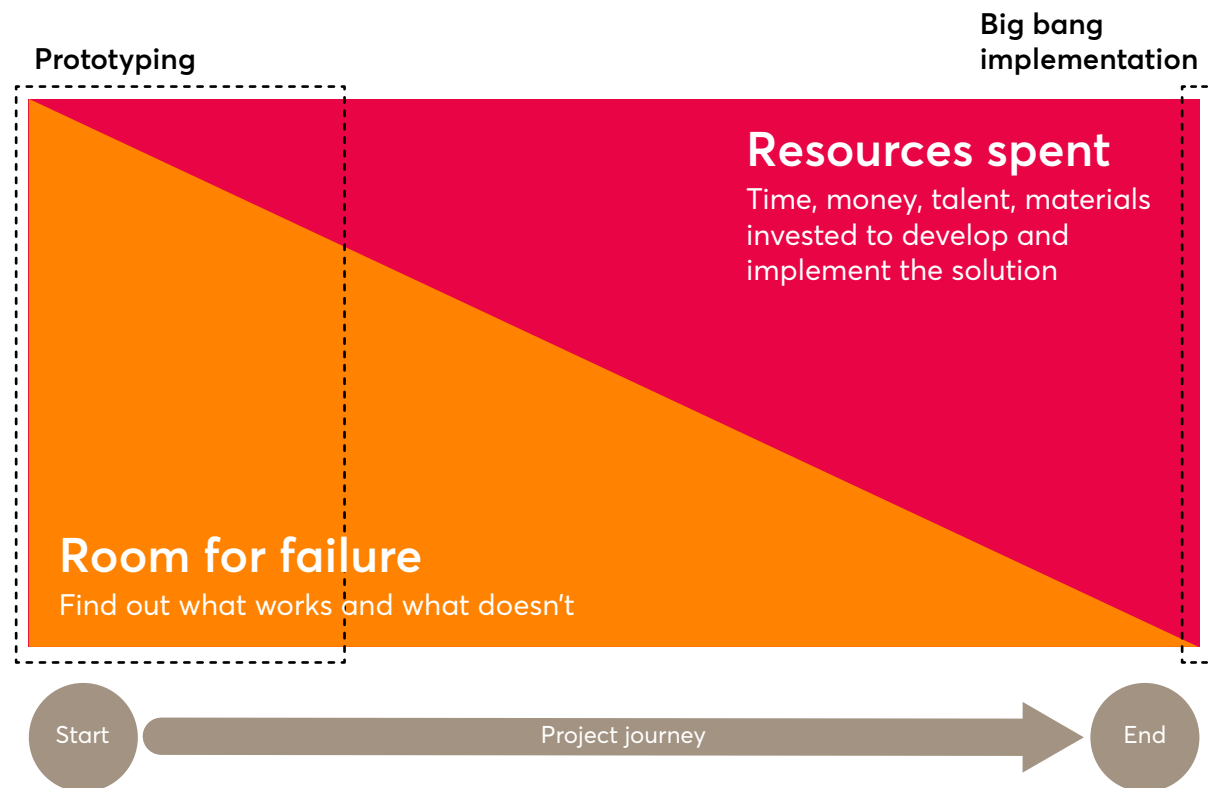 Prototyping
Big bang
implementation
Resources spent
Time, money, talent, materials
invested to develop and
implement the solution
Room for failure
Find out what works and what doesn’t
Start
Project journey
End